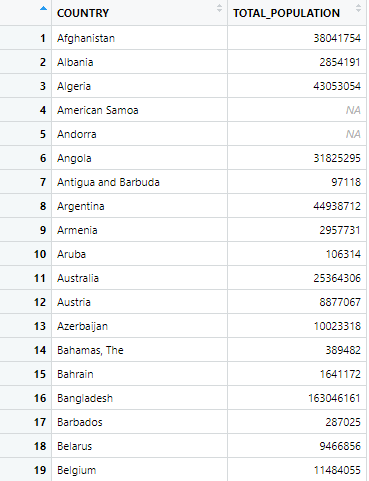 COUNTRY TOTAL_POPULATION
1 Afghanistan 38041754
2 Albania 2854191
3 Algeria 43053054
4 American Samoa NA
5 Andorra NA
6 Angola 31825295
7 Antigua and Barbuda 97118
8 Argentina 44938712
9 Armenia 2957731
10 Aruba 106314
11 Australia 25364306
12 Austria 8877067
13 Azerbaijan 10023318
14 Bahamas, The 389482
15 Bahrain 1641172
16 Bangladesh 163046161
17 Barbados 287025
18 Belarus 9466856
19 Belgium 11484055